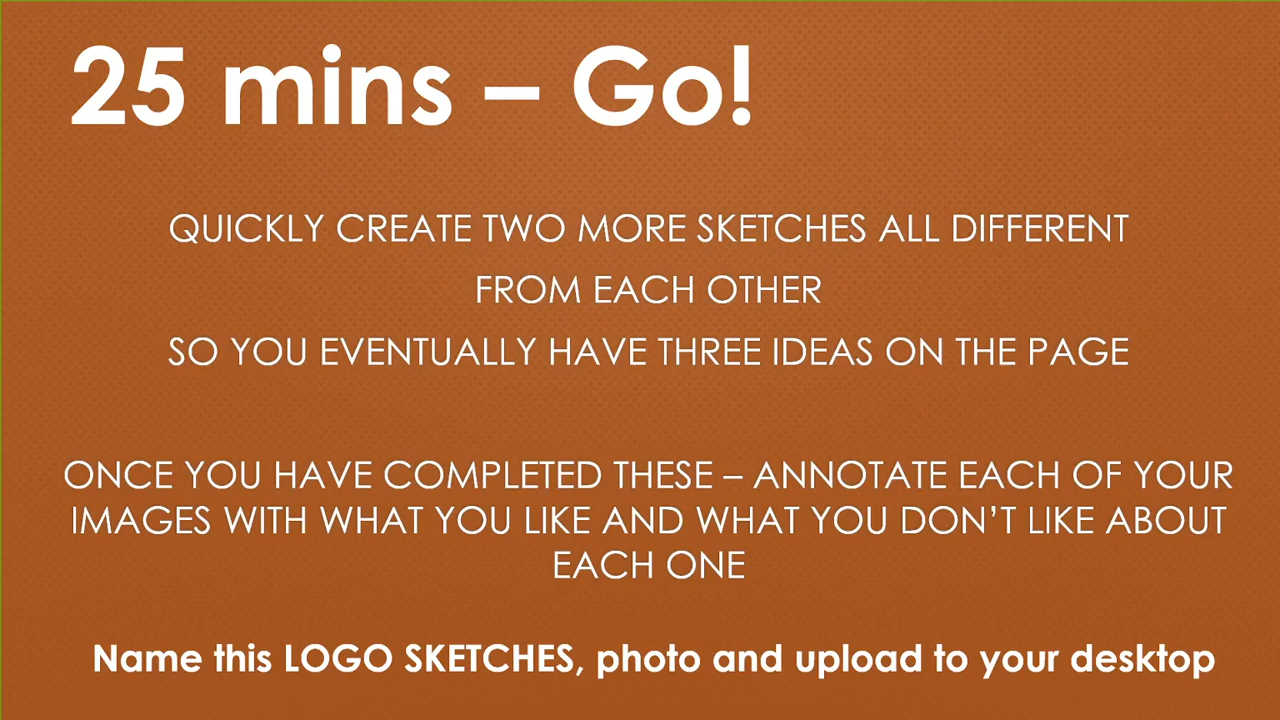 25 mins – Go!
QUICKLY CREATE TWO MORE SKETCHES ALL DIFFERENT
FROM EACH OTHER
SO YOU EVENTUALLY HAVE THREE IDEAS ON THE PAGE
ONCE YOU HAVE COMPLETED THESE – ANNOTATE EACH OF YOUR
IMAGES WITH WHAT YOU LIKE AND WHAT YOU DON’T LIKE ABOUT
EACH ONE
Name this LOGO SKETCHES, photo and upload to your desktop